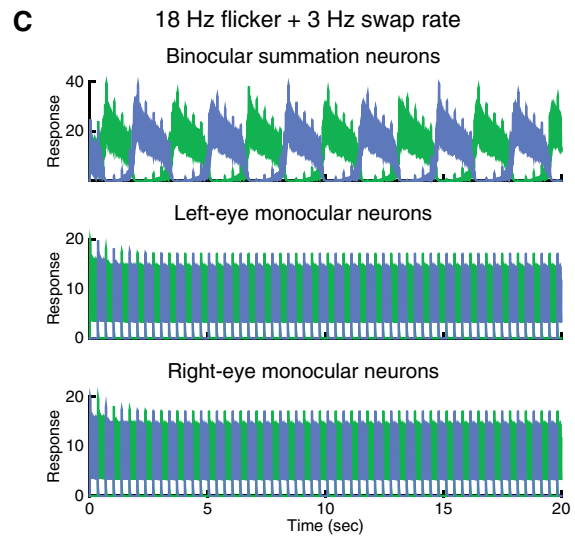 C
18 Hz flicker + 3 Hz swap rate
Binocular summation neurons
40
20
Response
Left-eye monocular neurons
20
10
0
Response
Right-eye monocular neurons
20
10
0
Response
0 5 10 15 20
Time (sec)